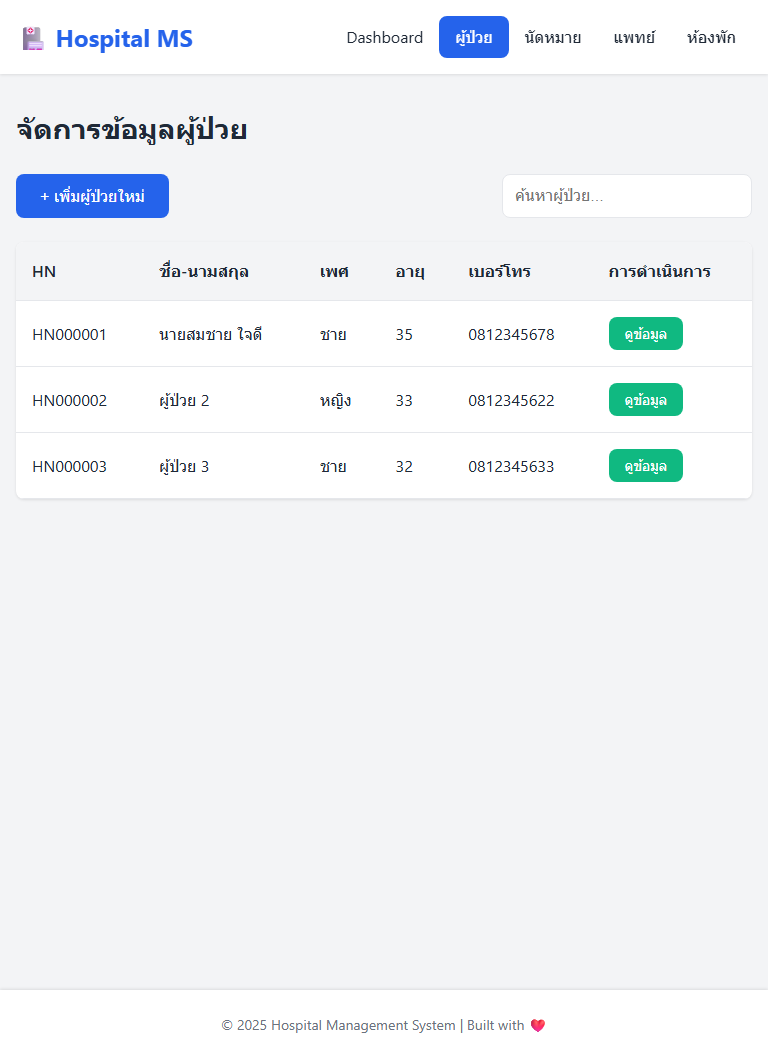 Hospital MS
Dashboard ผู้ป่วย นัดหมาย แพทย์ ห้องพัก
จัดการข้อมูลผู้ป่วย
+ เพิ่มผู้ป่วยใหม่
ค้นหาผู้ป่วย...
HN ชื่อ-นามสกุล เพศ อายุ เบอร์โทร การดำเนินการ
HN000001 นายสมชาย ใจดี ชาย 35 0812345678 ดูข้อมูล
HN000002 ผู้ป่วย 2 หญิง 33 0812345622 ดูข้อมูล
HN000003 ผู้ป่วย 3 ชาย 32 0812345633 ดูข้อมูล
© 2025 Hospital Management System | Built with ❤️